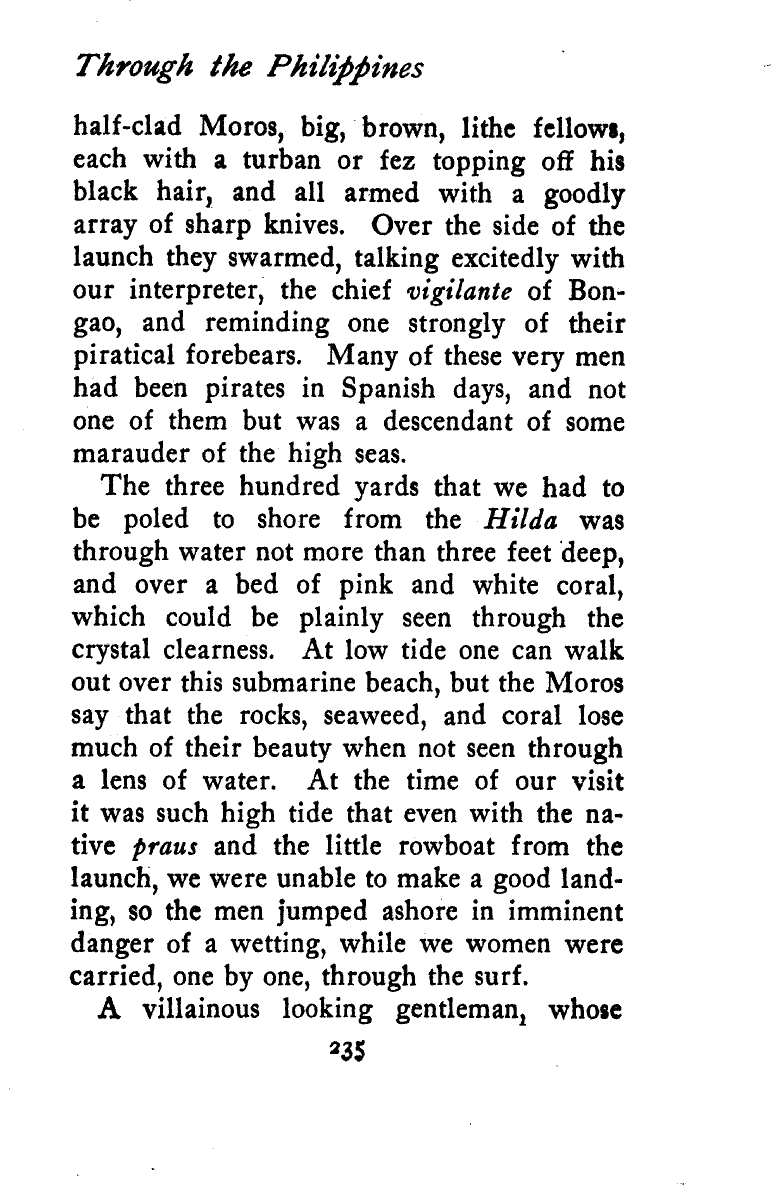 Through the Philippines
half-clad Moros, big, brown, lithe fellows,
each with a turban or fez topping off his
black hair, and all armed with a goodly
array of sharp knives. Over the side of the
launch they swarmed, talking excitedly with
our interpreter, the chief vigilante of Bon-
gao, and reminding one strongly of their
piratical forebears. Many of these very men
had been pirates in Spanish days, and not
one of them but was a descendant of some
marauder of the high seas.
The three hundred yards that we had to
be poled to shore from the Hilda was
through water not more than three feet deep,
and over a bed of pink and white coral,
which could be plainly seen through the
crystal clearness. At low tide one can walk
out over this submarine beach, but the Moros
say that the rocks, seaweed, and coral lose
much of their beauty when not seen through
a lens of water. At the time of our visit
it was such high tide that even with the na-
tive praus and the little rowboat from the
launch, we were unable to make a good land-
ing, so the men jumped ashore in imminent
danger of a wetting, while we women were
carried, one by one, through the surf.
A villainous looking gentleman, whose
235